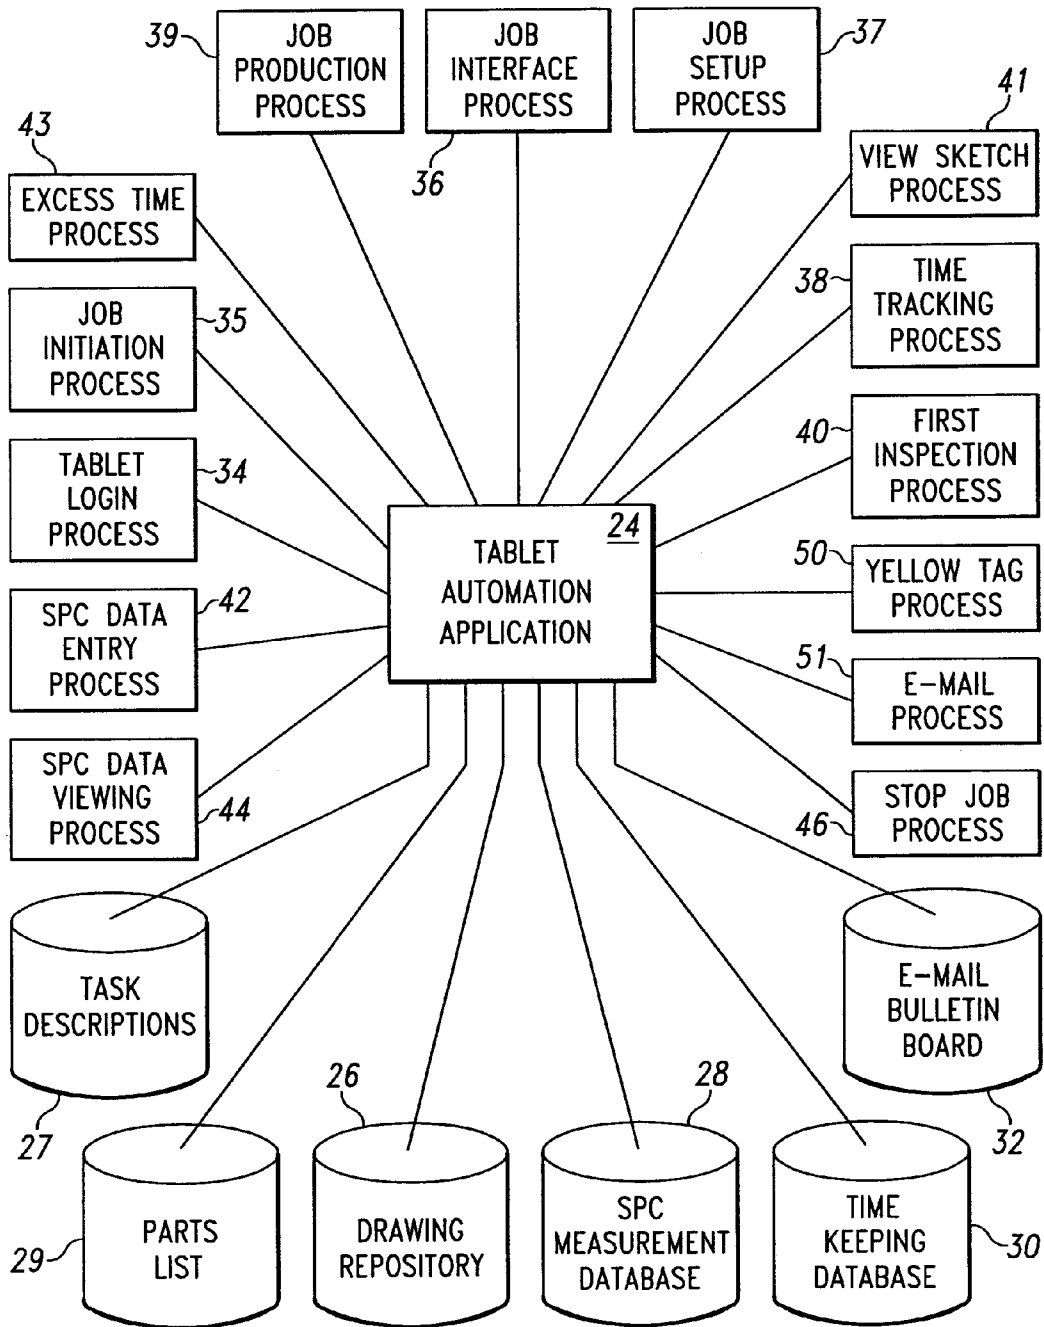 39
JOB
PRODUCTION
PROCESS
JOB
INTERFACE
PROCESS
36
JOB
SETUP
PROCESS
37
43
EXCESS TIME
PROCESS
41
VIEW SKETCH
PROCESS
JOB
INITIATION
PROCESS
35
38
TIME
TRACKING
PROCESS
TABLET
LOGIN
PROCESS
34
40
FIRST
INSPECTION
PROCESS
24
TABLET
AUTOMATION
APPLICATION
SPC DATA
ENTRY
PROCESS
42
50
YELLOW TAG
PROCESS
51
E-MAIL
PROCESS
SPC DATA
VIEWING
PROCESS
44
46
STOP JOB
PROCESS
TASK
DESCRIPTIONS
27
E-MAIL
BULLETIN
BOARD
32
29
PARTS
LIST
26
DRAWING
REPOSITORY
28
SPC
MEASUREMENT
DATABASE
TIME
KEEPING
DATABASE
30